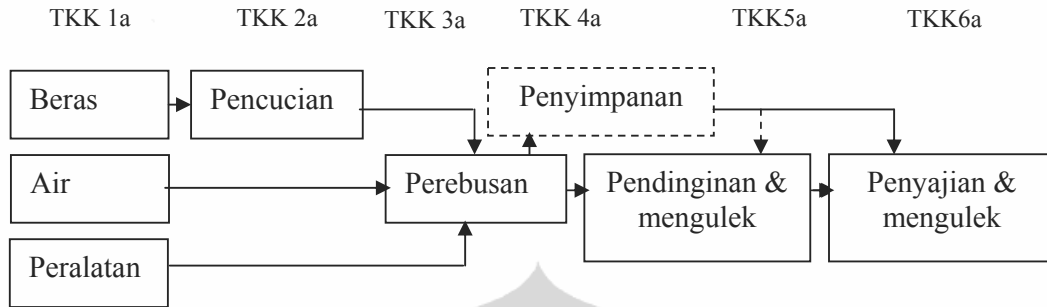 TKK 1a
TKK 2a
TKK 3a
TKK 4a
TKK5a
TKK6a
Beras
Pencucian
Penyimpanan
Air
Perebusan
Pendinginan &
mengulek
Penyajian &
mengulek
Peralatan